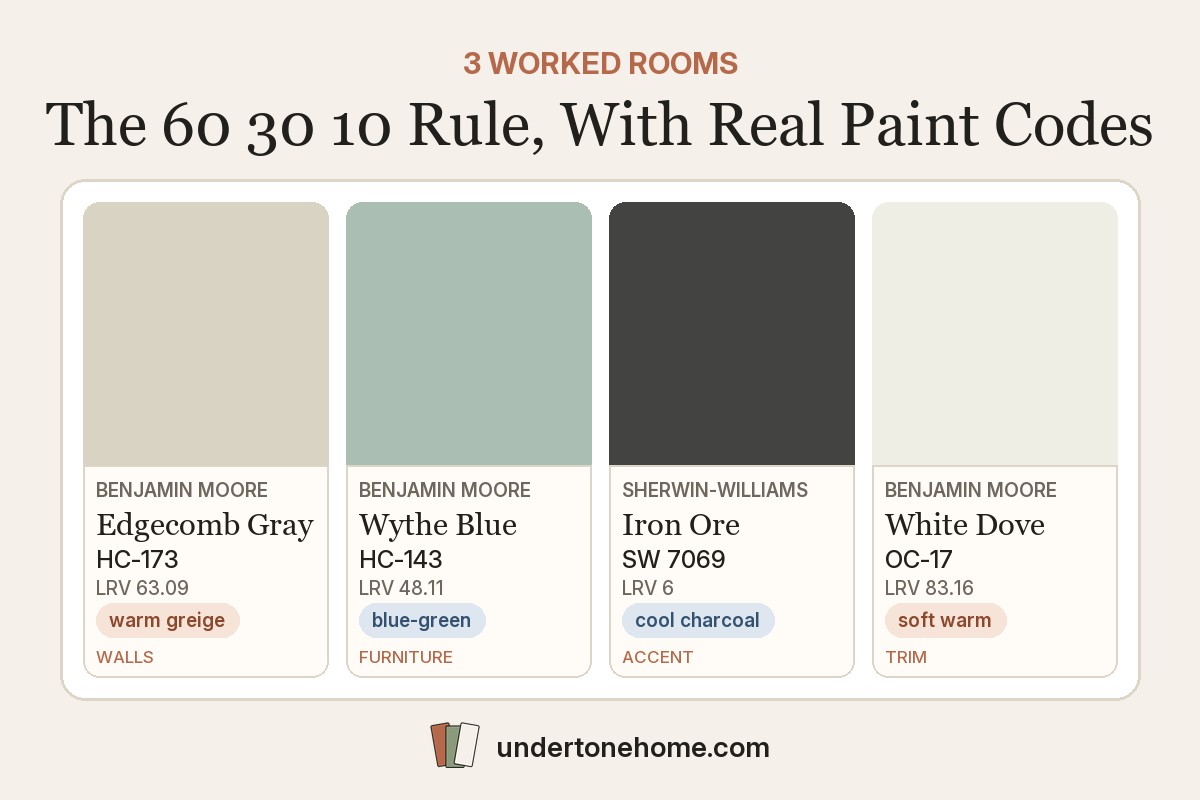 3 WORKED ROOMS
The 60 30 10 Rule, With Real Paint Codes
BENJAMIN MOORE
Edgecomb Gray
HC-173
LRV 63.09
warm greige
WALLS
BENJAMIN MOORE
Wythe Blue
HC-143
LRV 48.11
blue-green
FURNITURE
SHERWIN-WILLIAMS
Iron Ore
SW 7069
LRV 6
cool charcoal
ACCENT
BENJAMIN MOORE
White Dove
OC-17
LRV 83.16
soft warm
TRIM
undertonehome.com